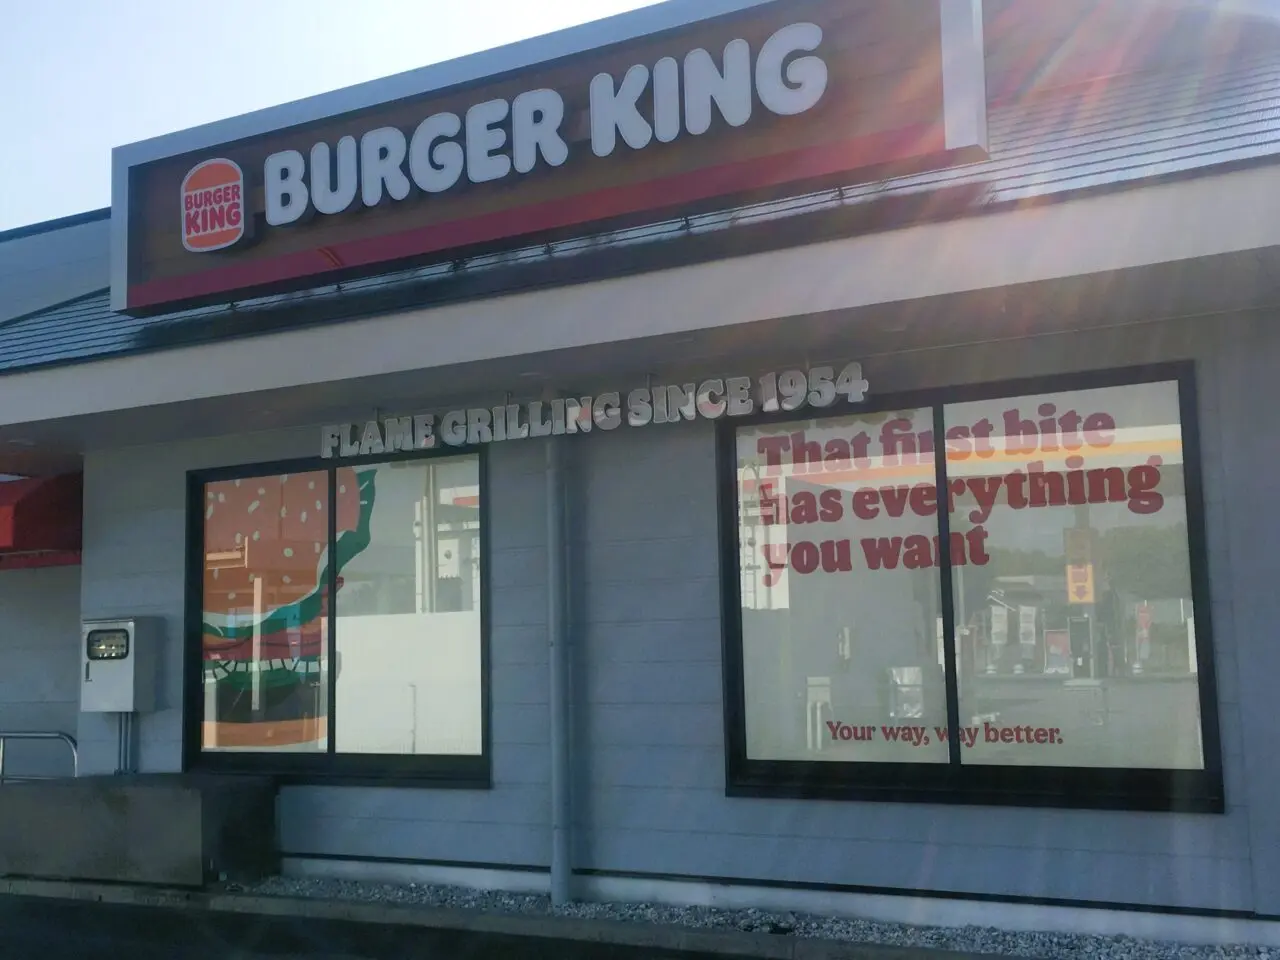 BURGER
KING
BURGER KING
FLAME GRILLING SINCE 1954
That first bite
has everything
you want
Your way, way better.